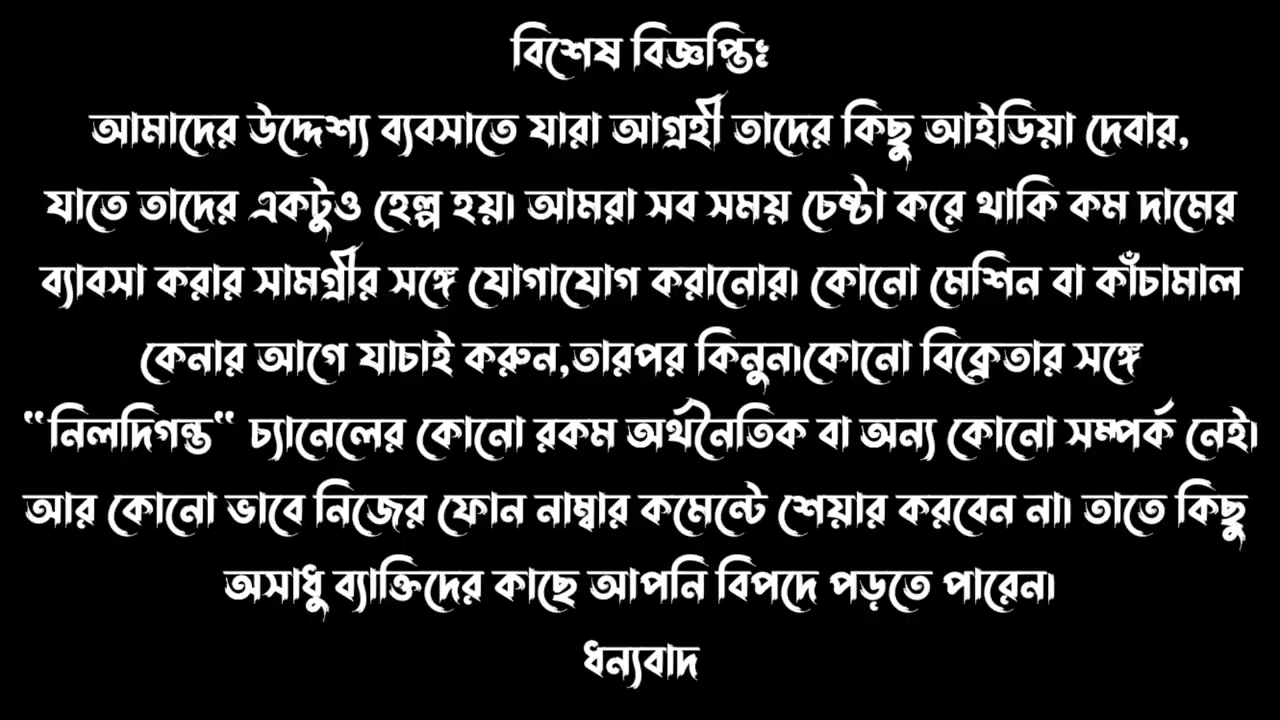 বিশেষ বিজ্ঞপ্তিঃ
আমাদের উদ্দেশ্য ব্যবসাতে যারা আগ্রহী তাদের কিছু আইডিয়া দেবার,
যাতে তাদের একটুও হেল্প হয়। আমরা সব সময় চেষ্টা করে থাকি কম দামের
ব্যাবসা করার সামগ্রীর সঙ্গে যোগাযোগ করানোর। কোনো মেশিন বা কাঁচামাল
কেনার আগে যাচাই করুন,তারপর কিনুন।কোনো বিক্রেতার সঙ্গে
“নিলদিগন্ত“ চ্যানেলের কোনো রকম অর্থনৈতিক বা অন্য কোনো সম্পর্ক নেই।
আর কোনো ভাবে নিজের ফোন নাম্বার কমেন্টে শেয়ার করবেন না। তাতে কিছু
অসাধু ব্যাক্তিদের কাছে আপনি বিপদে পড়তে পারেন।
ধন্যবাদ